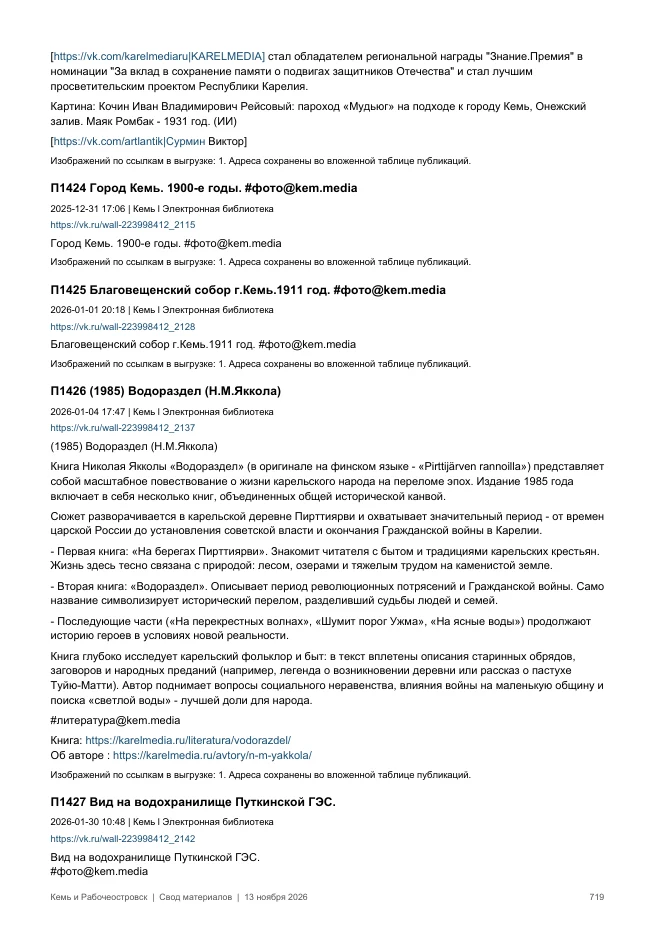 [https://vk.com/karelmediaru|KARELMEDIA] стал обладателем региональной награды "Знание.Премия" в
номинации "За вклад в сохранение памяти о подвигах защитников Отечества" и стал лучшим
просветительским проектом Республики Карелия.
Картина: Кочин Иван Владимирович Рейсовый: пароход «Мудьюг» на подходе к городу Кемь, Онежский
залив. Маяк Ромбак - 1931 год. (ИИ)
[https://vk.com/artlantik|Сурмин Виктор]
Изображений по ссылкам в выгрузке: 1. Адреса сохранены во вложенной таблице публикаций.
П1424 Город Кемь. 1900-е годы. #фото@kem.media
2025-12-31 17:06 | Кемь I Электронная библиотека
https://vk.ru/wall-223998412_2115
Город Кемь. 1900-е годы. #фото@kem.media
Изображений по ссылкам в выгрузке: 1. Адреса сохранены во вложенной таблице публикаций.
П1425 Благовещенский собор г.Кемь.1911 год. #фото@kem.media
2026-01-01 20:18 | Кемь I Электронная библиотека
https://vk.ru/wall-223998412_2128
Благовещенский собор г.Кемь.1911 год. #фото@kem.media
Изображений по ссылкам в выгрузке: 1. Адреса сохранены во вложенной таблице публикаций.
П1426 (1985) Водораздел (Н.М.Яккола)
2026-01-04 17:47 | Кемь I Электронная библиотека
https://vk.ru/wall-223998412_2137
(1985) Водораздел (Н.М.Яккола)
Книга Николая Якколы «Водораздел» (в оригинале на финском языке - «Pirttijärven rannoilla») представляет
собой масштабное повествование о жизни карельского народа на переломе эпох. Издание 1985 года
включает в себя несколько книг, объединенных общей исторической канвой.
Сюжет разворачивается в карельской деревне Пирттиярви и охватывает значительный период - от времен
царской России до установления советской власти и окончания Гражданской войны в Карелии.
- Первая книга: «На берегах Пирттиярви». Знакомит читателя с бытом и традициями карельских крестьян.
Жизнь здесь тесно связана с природой: лесом, озерами и тяжелым трудом на каменистой земле.
- Вторая книга: «Водораздел». Описывает период революционных потрясений и Гражданской войны. Само
название символизирует исторический перелом, разделивший судьбы людей и семей.
- Последующие части («На перекрестных волнах», «Шумит порог Ужма», «На ясные воды») продолжают
историю героев в условиях новой реальности.
Книга глубоко исследует карельский фольклор и быт: в текст вплетены описания старинных обрядов,
заговоров и народных преданий (например, легенда о возникновении деревни или рассказ о пастухе
Туйю-Матти). Автор поднимает вопросы социального неравенства, влияния войны на маленькую общину и
поиска «светлой воды» - лучшей доли для народа.
#литература@kem.media
Книга: https://karelmedia.ru/literatura/vodorazdel/
Об авторе : https://karelmedia.ru/avtory/n-m-yakkola/
Изображений по ссылкам в выгрузке: 1. Адреса сохранены во вложенной таблице публикаций.
П1427 Вид на водохранилище Путкинской ГЭС.
2026-01-30 10:48 | Кемь I Электронная библиотека
https://vk.ru/wall-223998412_2142
Вид на водохранилище Путкинской ГЭС.
#фото@kem.media
Кемь и Рабочеостровск | Свод материалов | 13 ноября 2026 719